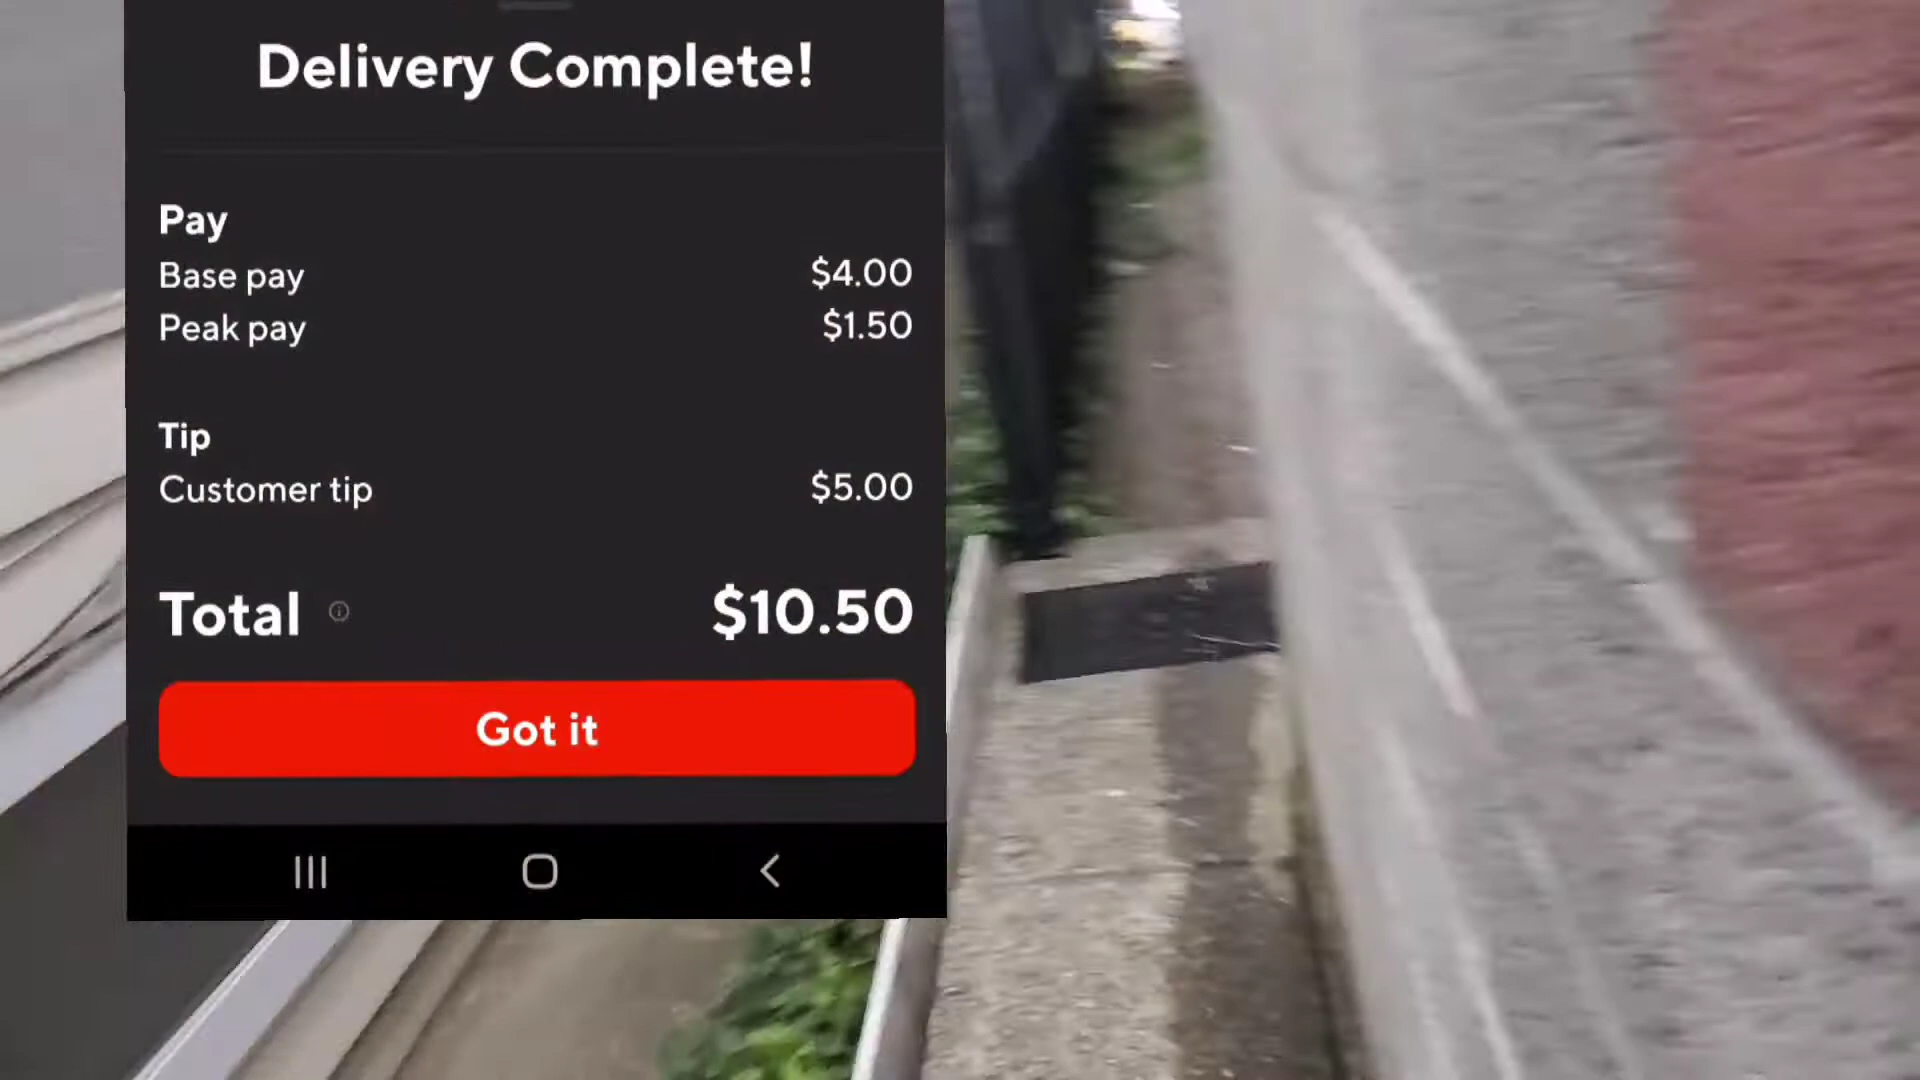 Delivery Complete!
Pay
Base pay $4.00
Peak pay $1.50
Tip
Customer tip $5.00
Total $10.50
Got it